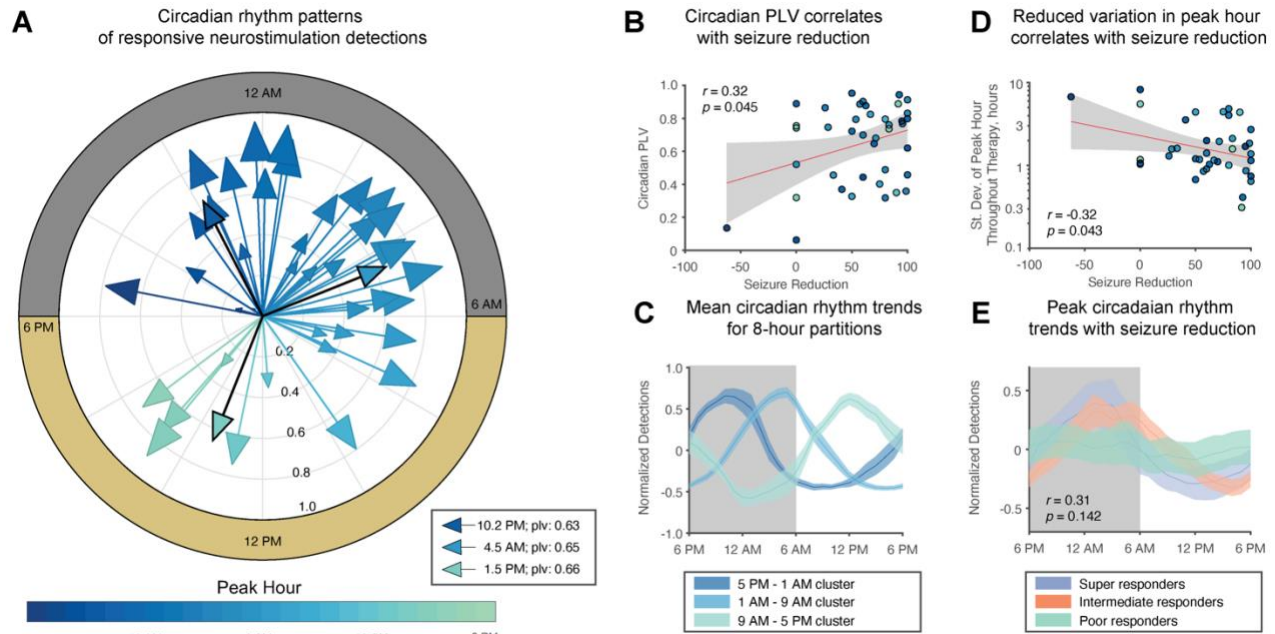 A
Circadian rhythm patterns
of responsive neurostimulation detections
12 AM
6 PM
6 AM
12 PM
0.2
0.4
0.6
0.8
1.0
10.2 PM; plv: 0.63
4.5 AM; plv: 0.65
1.5 PM; plv: 0.66
Peak Hour
B
Circadian PLV correlates
with seizure reduction
r = 0.32
p = 0.045
Circadian PLV
1.0
0.8
0.6
0.4
0.2
0
-100
-50
0
50
100
Seizure Reduction
D
Reduced variation in peak hour
correlates with seizure reduction
St. Dev. of Peak Hour
Throughout Therapy, hours
10
3
1
0.3
0.1
r = -0.32
p = 0.043
-100
-50
0
50
100
Seizure Reduction
C
Mean circadian rhythm trends
for 8-hour partitions
Normalized Detections
1.0
0.5
0
-0.5
-1.0
6 PM
12 AM
6 AM
12 PM
6 PM
5 PM - 1 AM cluster
1 AM - 9 AM cluster
9 AM - 5 PM cluster
E
Peak circadaian rhythm
trends with seizure reduction
Normalized Detections
0.5
0
-0.5
r = 0.31
p = 0.142
6 PM
12 AM
6 AM
12 PM
6 PM
Super responders
Intermediate responders
Poor responders